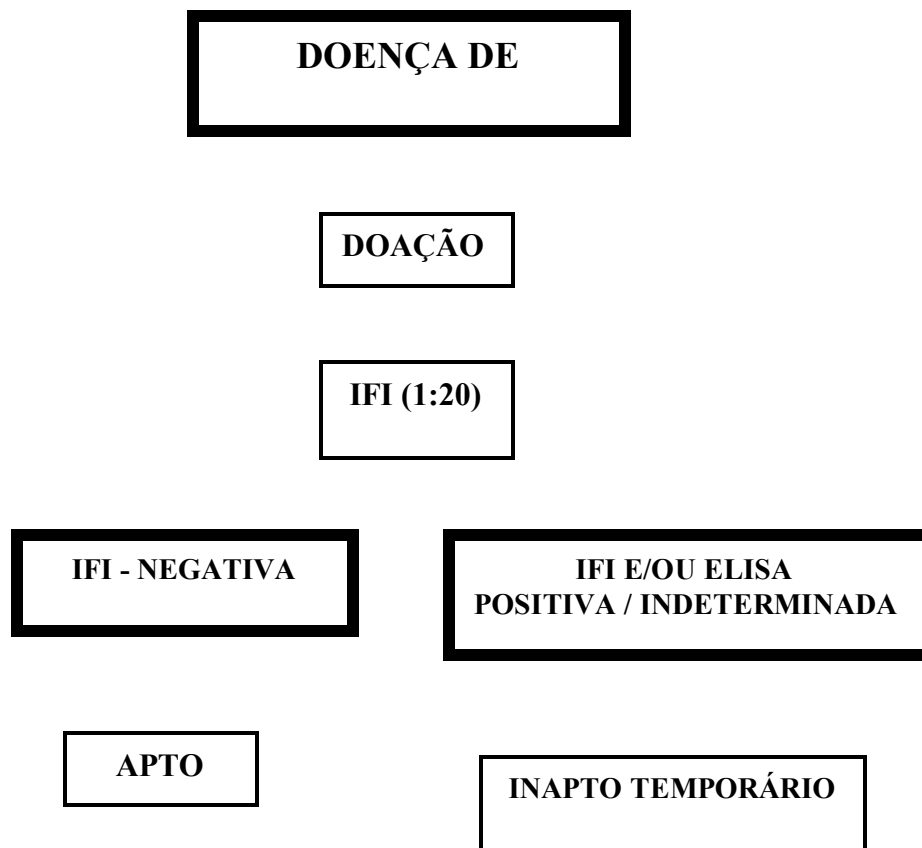 DOENÇA DE
DOAÇÃO
IFI (1:20)
IFI - NEGATIVA
IFI E/OU ELISA
POSITIVA / INDETERMINADA
APTO
INAPTO TEMPORÁRIO